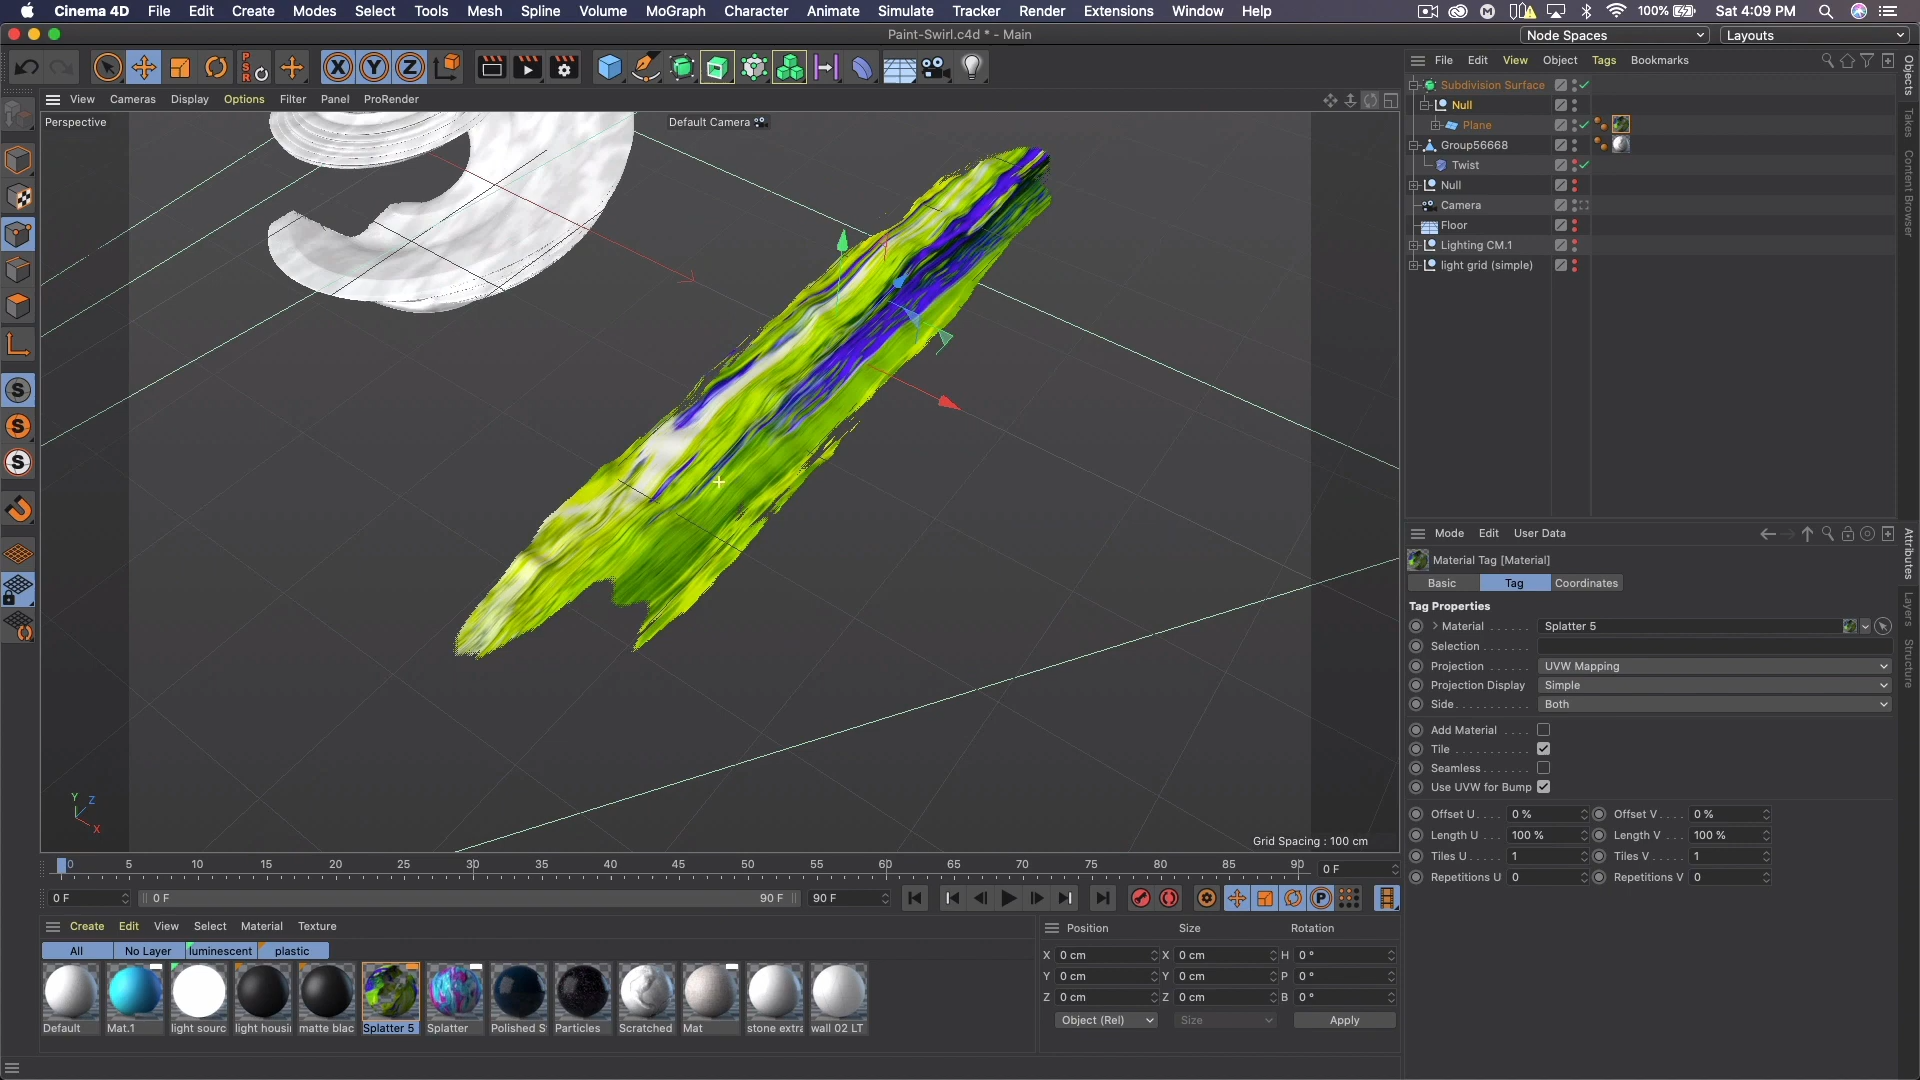 Cinema 4D File Edit Create Modes Select Tools Mesh Spline Volume MoGraph Character Animate Simulate Tracker Render Extensions Window Help 100% Sat 4:09 PM
Paint-Swirl.c4d * - Main
Node Spaces Layouts
PSR X Y Z
File Edit View Object Tags Bookmarks
View Cameras Display Options Filter Panel ProRender
Perspective
Default Camera
Subdivision Surface
Null
Plane
Group56668
Twist
Null
Camera
Floor
Lighting CM.1
light grid (simple)
Objects
Takes
Content Browser
Attributes
Layers
Structure
S
S
S
Mode Edit User Data
Material Tag [Material]
Basic Tag Coordinates
Tag Properties
Material Splatter 5
Selection
Projection UVW Mapping
Projection Display Simple
Side Both
Add Material
Tile
Seamless
Use UVW for Bump
Offset U 0 % Offset V 0 %
Length U 100 % Length V 100 %
Tiles U 1 Tiles V 1
Repetitions U 0 Repetitions V 0
Y Z
X
Grid Spacing : 100 cm
0 5 10 15 20 25 30 35 40 45 50 55 60 65 70 75 80 85 90 0 F
0 F 0 F 90 F 90 F
P
Create Edit View Select Material Texture
All No Layer luminescent plastic
Default Mat.1 light sourc light housi matte blac Splatter 5 Splatter Polished S Particles Scratched Mat stone extra wall 02 LT
Position Size Rotation
X 0 cm X 0 cm H 0 °
Y 0 cm Y 0 cm P 0 °
Z 0 cm Z 0 cm B 0 °
Object (Rel) Size Apply